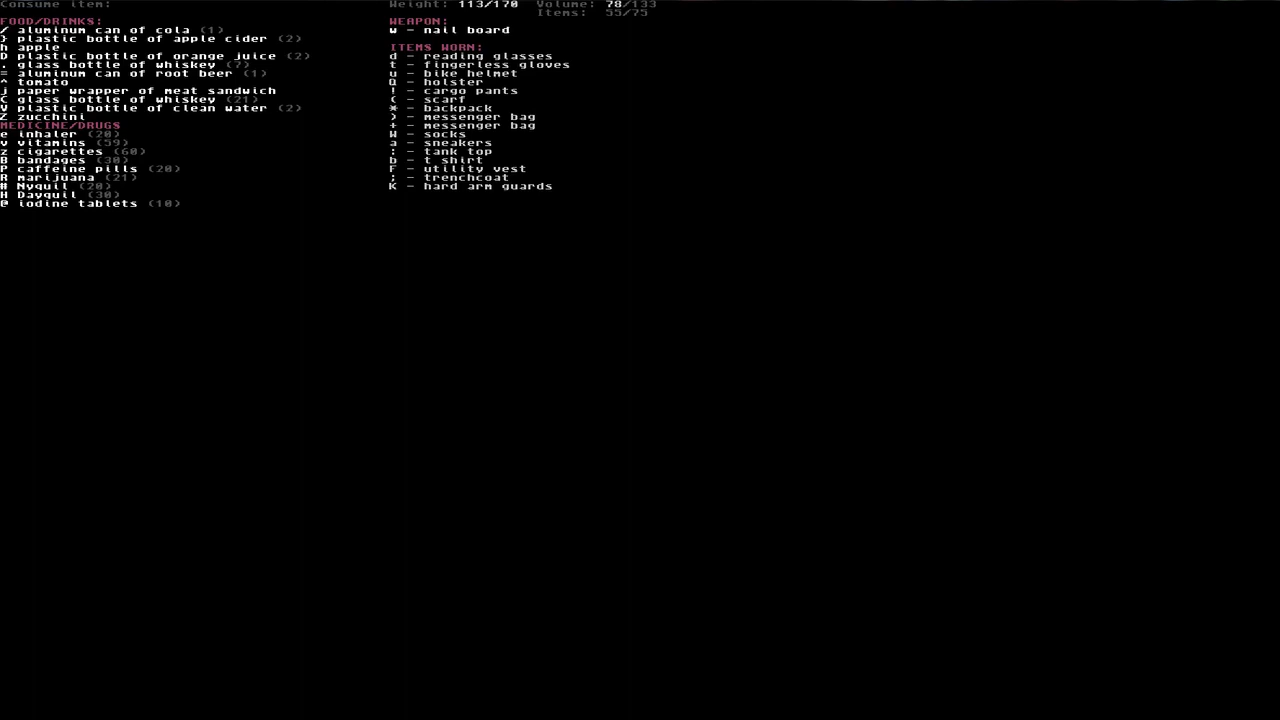 Consume item:
Weight: 113/170 Volume: 78/133
Items: 55/75
FOOD/DRINKS:
/ aluminum can of cola (1)
} plastic bottle of apple cider (2)
h apple
D plastic bottle of orange juice (2)
. glass bottle of whiskey (7)
= aluminum can of root beer (1)
^ tomato
j paper wrapper of meat sandwich
C glass bottle of whiskey (21)
V plastic bottle of clean water (2)
Z zucchini
MEDICINE/DRUGS
e inhaler (20)
v vitamins (59)
z cigarettes (60)
B bandages (30)
P caffeine pills (20)
R marijuana (21)
# Nyquil (20)
H Dayquil (30)
@ iodine tablets (10)
WEAPON:
w - nail board
ITEMS WORN:
d - reading glasses
t - fingerless gloves
u - bike helmet
Q - holster
! - cargo pants
( - scarf
* - backpack
) - messenger bag
+ - messenger bag
W - socks
a - sneakers
: - tank top
b - t shirt
F - utility vest
; - trenchcoat
K - hard arm guards